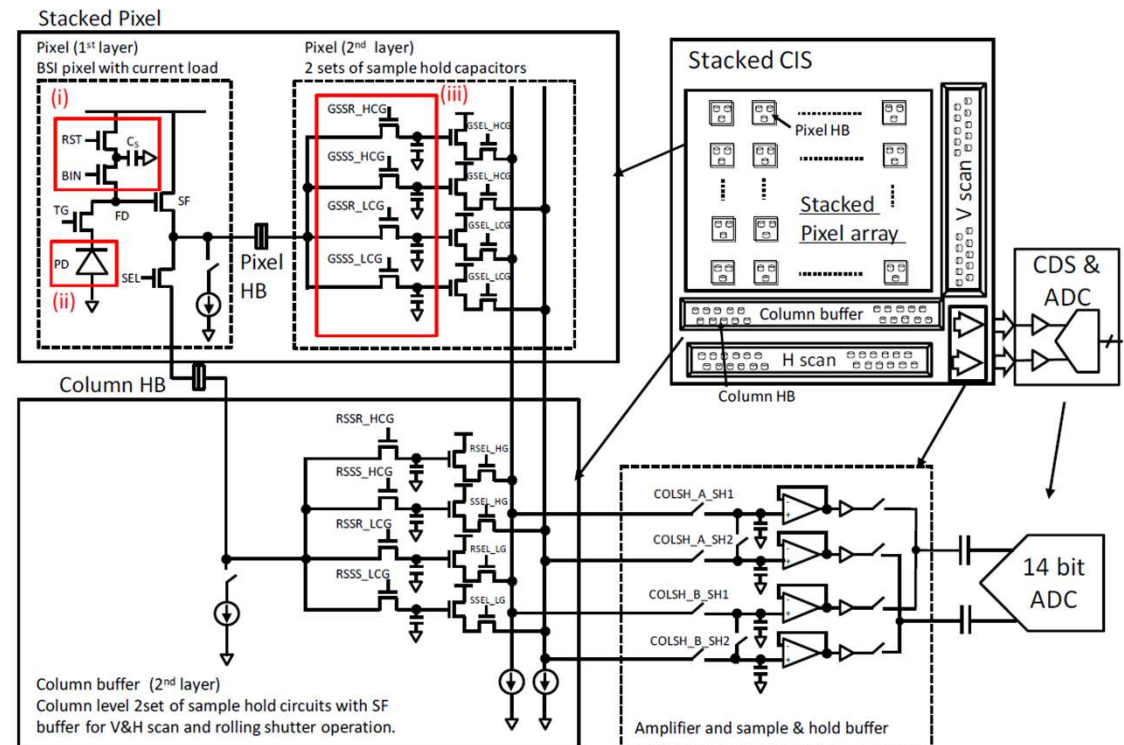 Stacked Pixel
Pixel (1st layer)
BSI pixel with current load
(i)
RST
Cs
BIN
TG
FD
SF
PD
SEL
(ii)
Pixel
HB
Pixel (2nd layer)
2 sets of sample hold capacitors
(iii)
GSSR_HCG
GSEL_HCG
GSSS_HCG
GSEL_HCG
GSSR_LCG
GSEL_LCG
GSSS_LCG
GSEL_LCG
Stacked CIS
Pixel HB
Stacked
Pixel array
V scan
Column buffer
H scan
Column HB
CDS &
ADC
Column HB
RSSR_HCG
RSEL_HG
RSSS_HCG
SSEL_HG
RSSR_LCG
RSEL_LG
RSSS_LCG
SSEL_LG
Column buffer (2nd layer)
Column level 2set of sample hold circuits with SF
buffer for V&H scan and rolling shutter operation.
COLSH_A_SH1
COLSH_A_SH2
COLSH_B_SH1
COLSH_B_SH2
-
+
-
+
-
+
-
+
Amplifier and sample & hold buffer
14 bit
ADC